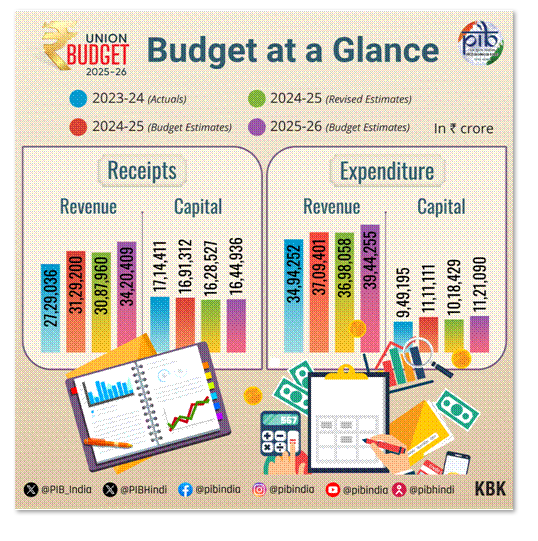 UNION
BUDGET
2025-26
Budget at a Glance
pib
2023-24 (Actuals)
2024-25 (Revised Estimates)
2024-25 (Budget Estimates)
2025-26 (Budget Estimates)
In ₹ crore
Receipts
Revenue
Capital
27,29,036
31,29,200
30,87,960
34,20,409
17,14,411
16,91,312
16,28,527
16,44,936
Expenditure
Revenue
Capital
34,94,252
37,09,401
36,98,058
39,44,255
9,49,195
11,11,111
10,18,429
11,21,090
567
@PIB_India
@PIBHindi
@pibindia
@pibindia
@pibindia
@pibhindi
KBK